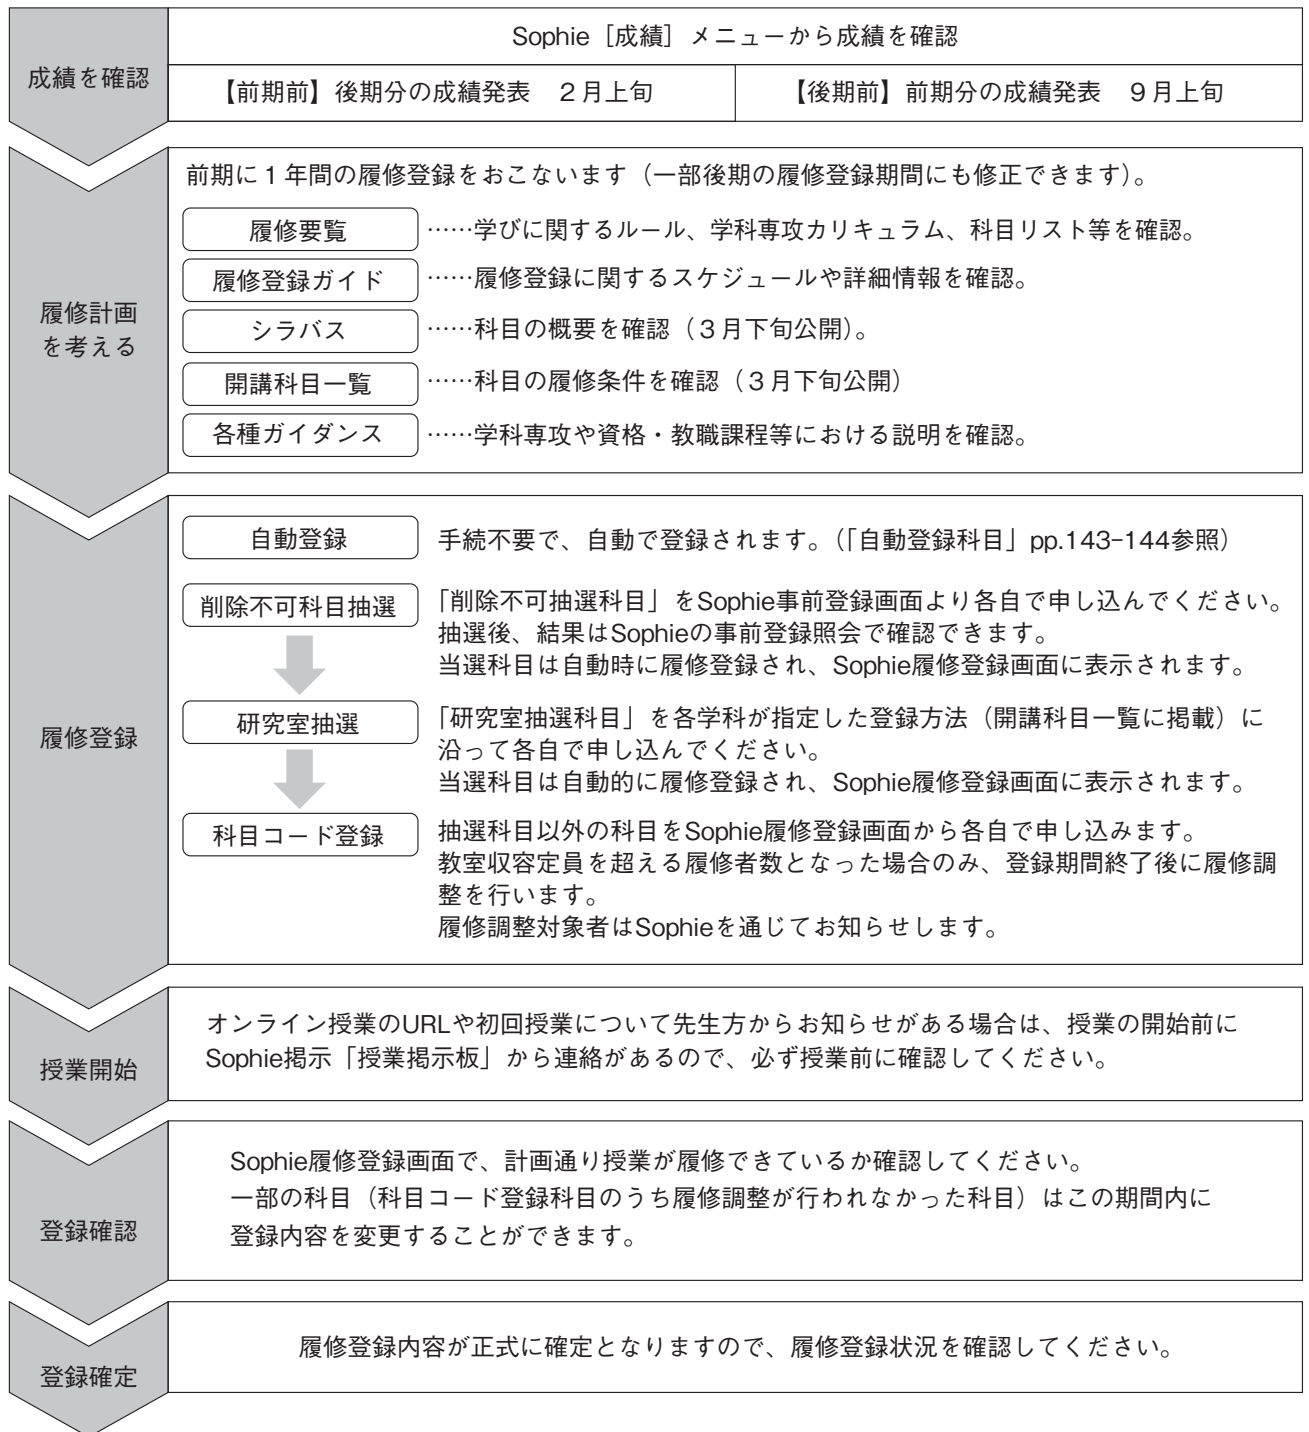 成績を確認
Sophie［成績］メニューから成績を確認
【前期前】後期分の成績発表　２月上旬
【後期前】前期分の成績発表　９月上旬
履修計画
を考える
前期に１年間の履修登録をおこないます（一部後期の履修登録期間にも修正できます）。
履修要覧 ……学びに関するルール、学科専攻カリキュラム、科目リスト等を確認。
履修登録ガイド ……履修登録に関するスケジュールや詳細情報を確認。
シラバス ……科目の概要を確認（３月下旬公開）。
開講科目一覧 ……科目の履修条件を確認（３月下旬公開）
各種ガイダンス ……学科専攻や資格・教職課程等における説明を確認。
履修登録
自動登録 手続不要で、自動で登録されます。（「自動登録科目」pp.143-144参照）
削除不可科目抽選 「削除不可抽選科目」をSophie事前登録画面より各自で申し込んでください。
抽選後、結果はSophieの事前登録照会で確認できます。
当選科目は自動時に履修登録され、Sophie履修登録画面に表示されます。
研究室抽選 「研究室抽選科目」を各学科が指定した登録方法（開講科目一覧に掲載）に
沿って各自で申し込んでください。
当選科目は自動的に履修登録され、Sophie履修登録画面に表示されます。
科目コード登録 抽選科目以外の科目をSophie履修登録画面から各自で申し込みます。
教室収容定員を超える履修者数となった場合のみ、登録期間終了後に履修調
整を行います。
履修調整対象者はSophieを通じてお知らせします。
授業開始
オンライン授業のURLや初回授業について先生方からお知らせがある場合は、授業の開始前に
Sophie掲示「授業掲示板」から連絡があるので、必ず授業前に確認してください。
登録確認
Sophie履修登録画面で、計画通り授業が履修できているか確認してください。
一部の科目（科目コード登録科目のうち履修調整が行われなかった科目）はこの期間内に
登録内容を変更することができます。
登録確定
履修登録内容が正式に確定となりますので、履修登録状況を確認してください。